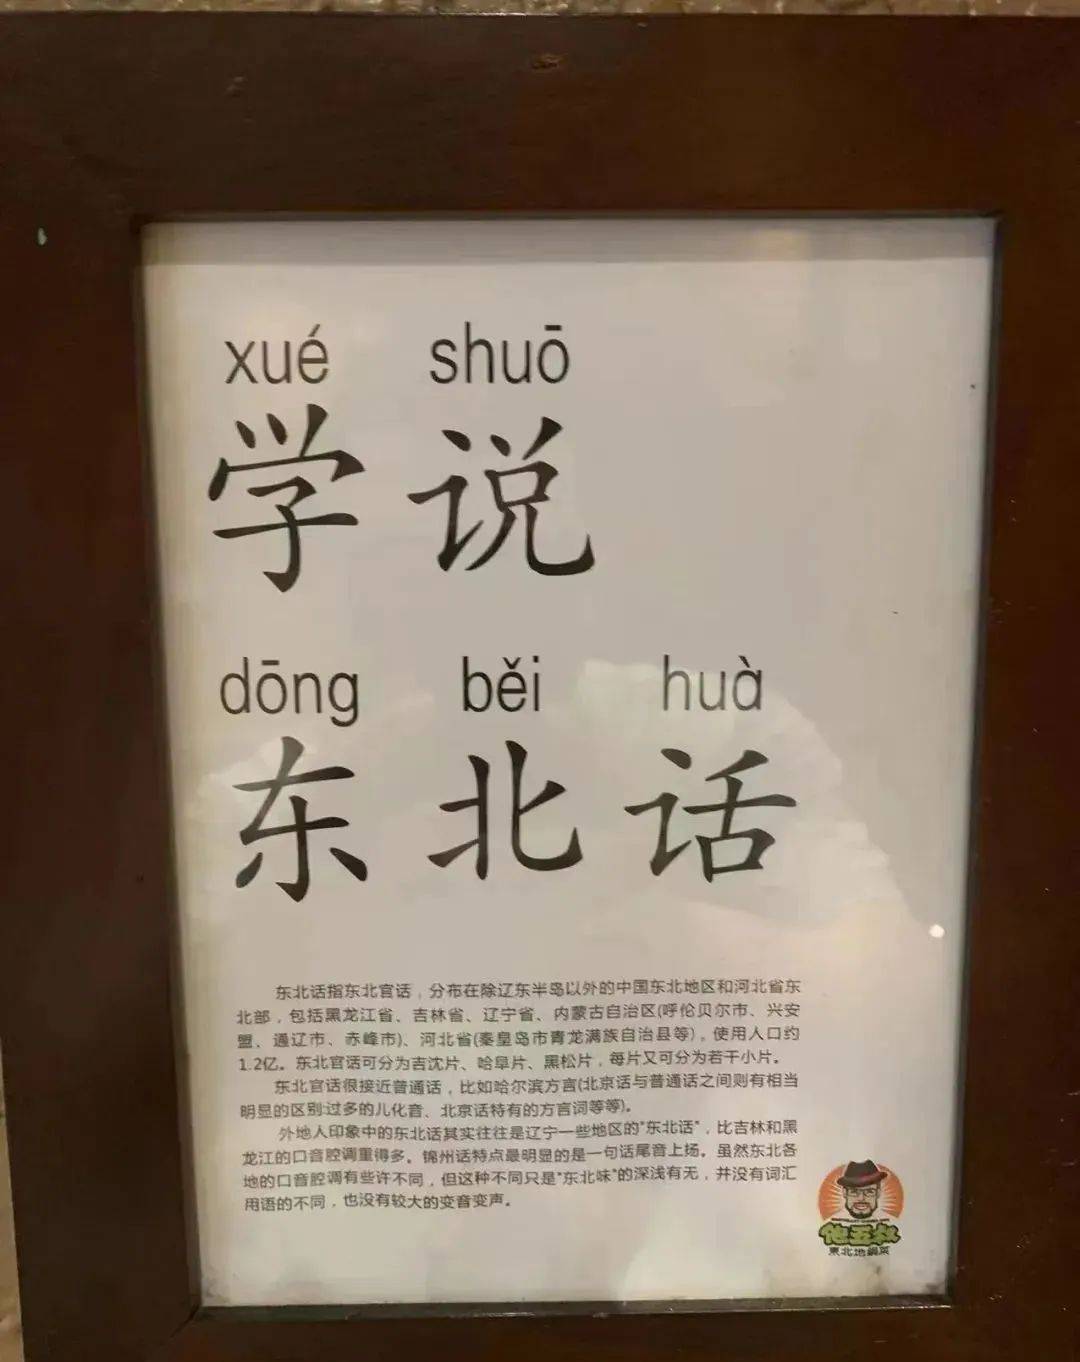 xué shuō
学说
dōng běi huà
东北话
东北话指东北官话，分布在除辽东半岛以外的中国东北地区和河北省东
北部，包括黑龙江省、吉林省、辽宁省、内蒙古自治区(呼伦贝尔市、兴安
盟、通辽市、赤峰市)、河北省(秦皇岛市青龙满族自治县等)，使用人口约
1.2亿。东北官话可分为吉沈片、哈阜片、黑松片，每片又可分为若干小片。
东北官话很接近普通话，比如哈尔滨方言(北京话与普通话之间则有相当
明显的区别:过多的儿化音、北京话特有的方言词等等)。
外地人印象中的东北话其实往往是辽宁一些地区的"东北话"，比吉林和黑
龙江的口音腔调重得多。锦州话特点最明显的是一句话尾音上扬。虽然东北各
地的口音腔调有些许不同，但这种不同只是"东北味"的深浅有无，并没有词汇
用语的不同，也没有较大的变音变声。
他五叔
東北地鍋菜